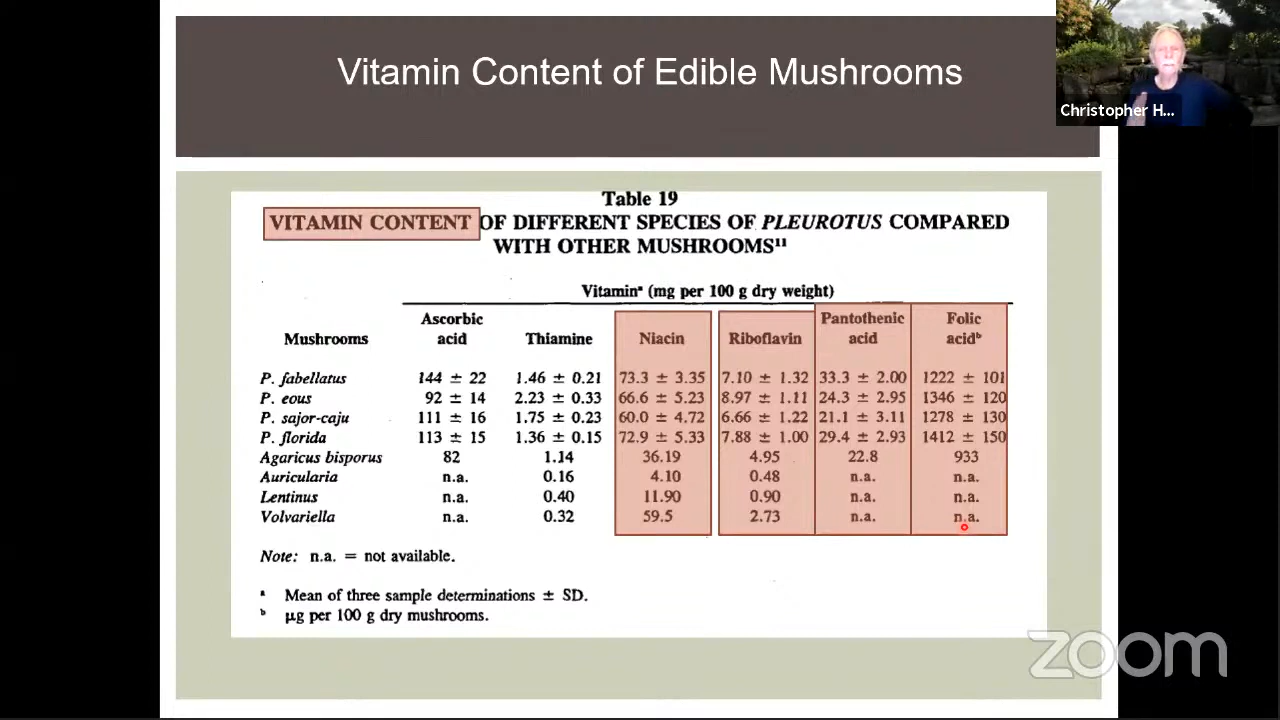 Vitamin Content of Edible Mushrooms
Christopher H...
Table 19
VITAMIN CONTENT OF DIFFERENT SPECIES OF PLEUROTUS COMPARED
WITH OTHER MUSHROOMS¹¹
Vitaminᵃ (mg per 100 g dry weight)
Mushrooms Ascorbic acid Thiamine Niacin Riboflavin Pantothenic acid Folic acidᵇ
P. fabellatus 144 ± 22 1.46 ± 0.21 73.3 ± 3.35 7.10 ± 1.32 33.3 ± 2.00 1222 ± 101
P. eous 92 ± 14 2.23 ± 0.33 66.6 ± 5.23 8.97 ± 1.11 24.3 ± 2.95 1346 ± 120
P. sajor-caju 111 ± 16 1.75 ± 0.23 60.0 ± 4.72 6.66 ± 1.22 21.1 ± 3.11 1278 ± 130
P. florida 113 ± 15 1.36 ± 0.15 72.9 ± 5.33 7.88 ± 1.00 29.4 ± 2.93 1412 ± 150
Agaricus bisporus 82 1.14 36.19 4.95 22.8 933
Auricularia n.a. 0.16 4.10 0.48 n.a. n.a.
Lentinus n.a. 0.40 11.90 0.90 n.a. n.a.
Volvariella n.a. 0.32 59.5 2.73 n.a. n.a.
Note: n.a. = not available.
ᵃ Mean of three sample determinations ± SD.
ᵇ µg per 100 g dry mushrooms.
zoom